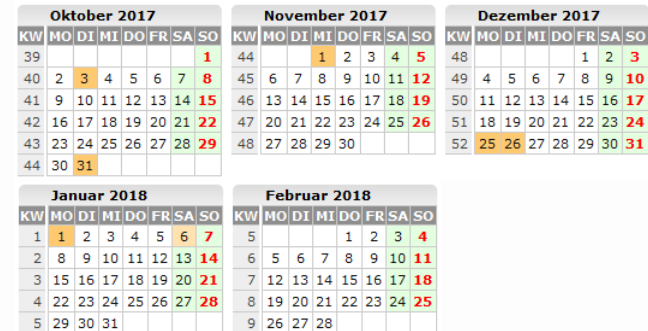 Oktober 2017
KW MO DI MI DO FR SA SO
39 1
40 2 3 4 5 6 7 8
41 9 10 11 12 13 14 15
42 16 17 18 19 20 21 22
43 23 24 25 26 27 28 29
44 30 31
November 2017
KW MO DI MI DO FR SA SO
44 1 2 3 4 5
45 6 7 8 9 10 11 12
46 13 14 15 16 17 18 19
47 20 21 22 23 24 25 26
48 27 28 29 30
Dezember 2017
KW MO DI MI DO FR SA SO
48 1 2 3
49 4 5 6 7 8 9 10
50 11 12 13 14 15 16 17
51 18 19 20 21 22 23 24
52 25 26 27 28 29 30 31
Januar 2018
KW MO DI MI DO FR SA SO
1 1 2 3 4 5 6 7
2 8 9 10 11 12 13 14
3 15 16 17 18 19 20 21
4 22 23 24 25 26 27 28
5 29 30 31
Februar 2018
KW MO DI MI DO FR SA SO
5 1 2 3 4
6 5 6 7 8 9 10 11
7 12 13 14 15 16 17 18
8 19 20 21 22 23 24 25
9 26 27 28